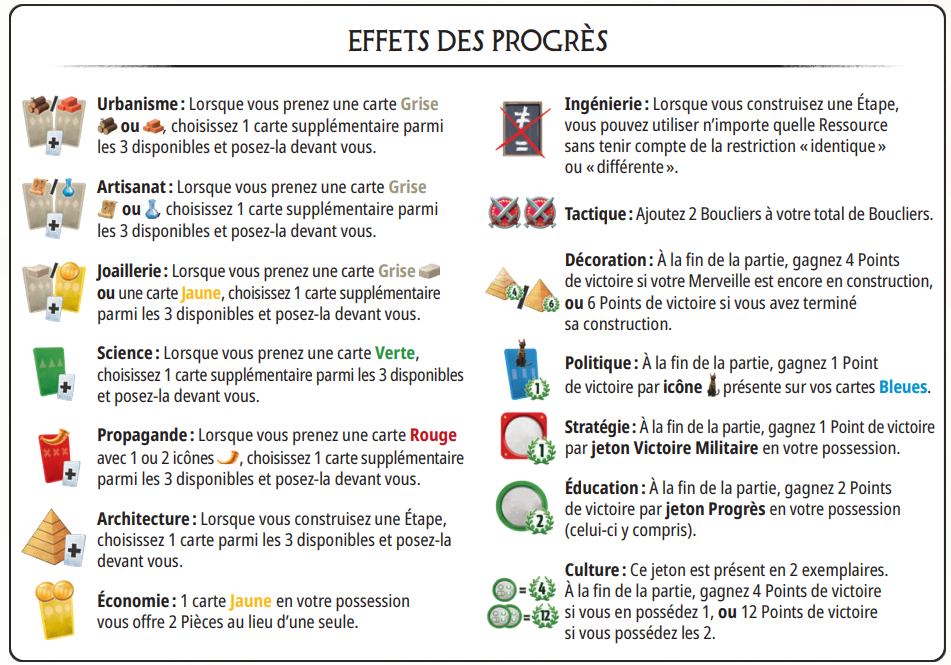 EFFETS DES PROGRÈS
Urbanisme : Lorsque vous prenez une carte Grise
ou , choisissez 1 carte supplémentaire parmi
les 3 disponibles et posez-la devant vous.
Artisanat : Lorsque vous prenez une carte Grise
ou , choisissez 1 carte supplémentaire parmi
les 3 disponibles et posez-la devant vous.
Joaillerie : Lorsque vous prenez une carte Grise
ou une carte Jaune, choisissez 1 carte supplémentaire
parmi les 3 disponibles et posez-la devant vous.
Science : Lorsque vous prenez une carte Verte,
choisissez 1 carte supplémentaire parmi les 3 disponibles
et posez-la devant vous.
Propagande : Lorsque vous prenez une carte Rouge
avec 1 ou 2 icônes , choisissez 1 carte supplémentaire
parmi les 3 disponibles et posez-la devant vous.
Architecture : Lorsque vous construisez une Étape,
choisissez 1 carte parmi les 3 disponibles et posez-la
devant vous.
Économie : 1 carte Jaune en votre possession
vous offre 2 Pièces au lieu d'une seule.
Ingénierie : Lorsque vous construisez une Étape,
vous pouvez utiliser n'importe quelle Ressource
sans tenir compte de la restriction « identique »
ou « différente ».
Tactique : Ajoutez 2 Boucliers à votre total de Boucliers.
4 / 6
Décoration : À la fin de la partie, gagnez 4 Points
de victoire si votre Merveille est encore en construction,
ou 6 Points de victoire si vous avez terminé
sa construction.
1
Politique : À la fin de la partie, gagnez 1 Point
de victoire par icône présente sur vos cartes Bleues.
1
Stratégie : À la fin de la partie, gagnez 1 Point de victoire
par jeton Victoire Militaire en votre possession.
2
Éducation : À la fin de la partie, gagnez 2 Points
de victoire par jeton Progrès en votre possession
(celui-ci y compris).
= 4
= 12
Culture : Ce jeton est présent en 2 exemplaires.
À la fin de la partie, gagnez 4 Points de victoire
si vous en possédez 1, ou 12 Points de victoire
si vous possédez les 2.